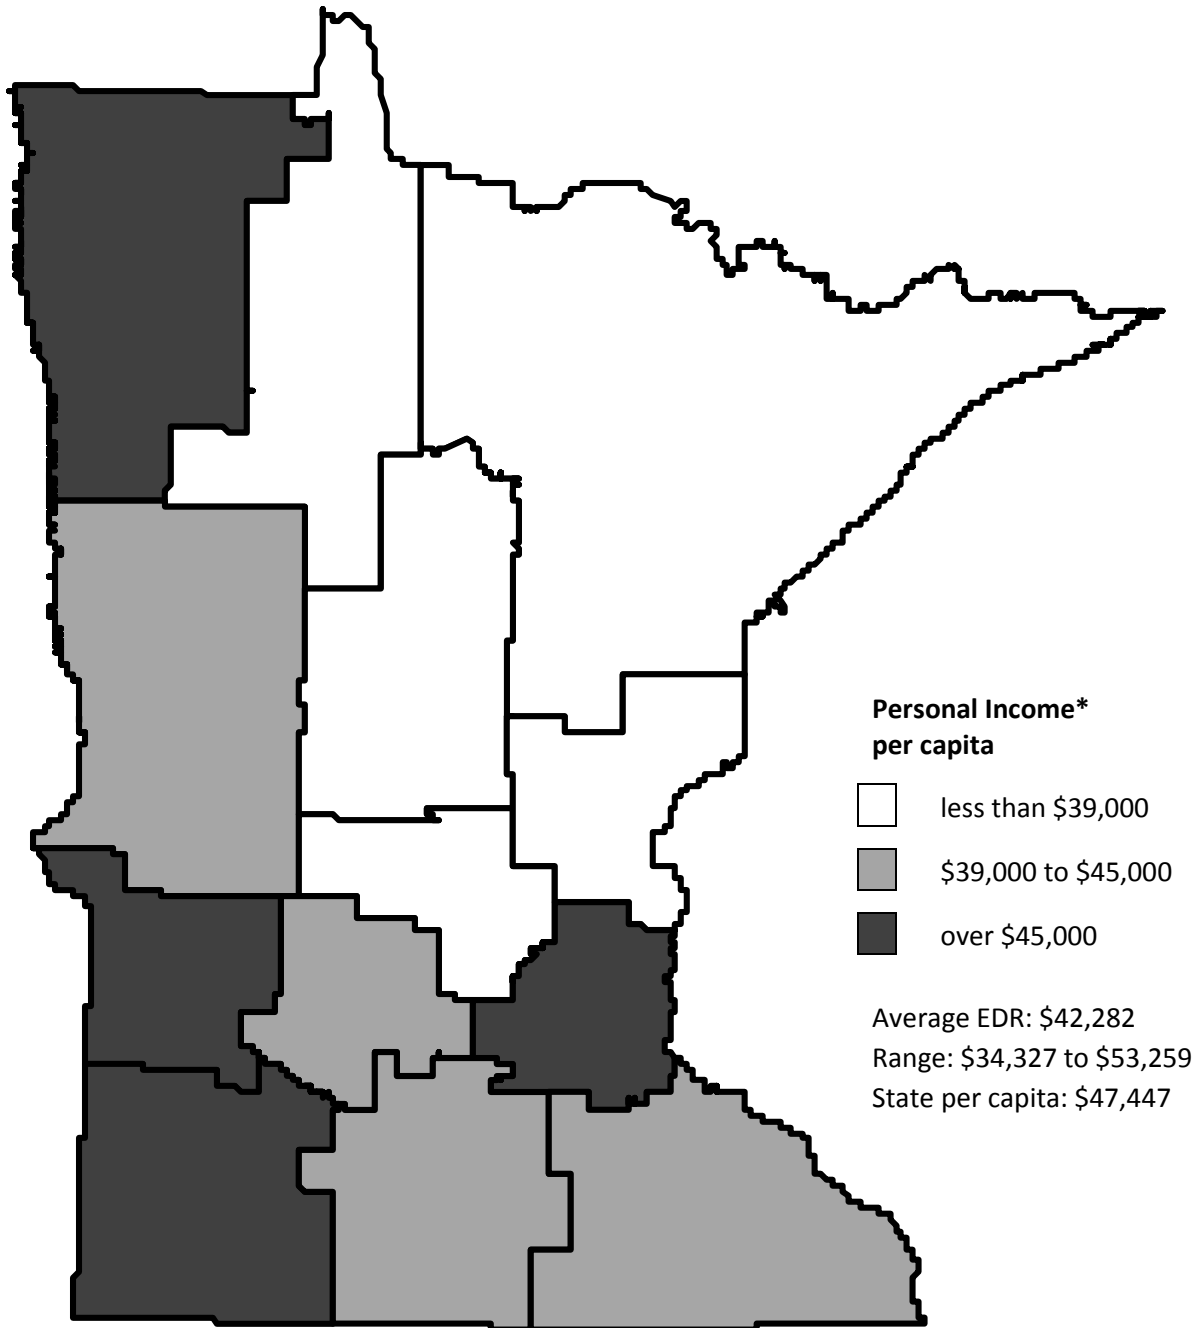 Personal Income*
per capita
less than $39,000
$39,000 to $45,000
over $45,000
Average EDR: $42,282
Range: $34,327 to $53,259
State per capita: $47,447